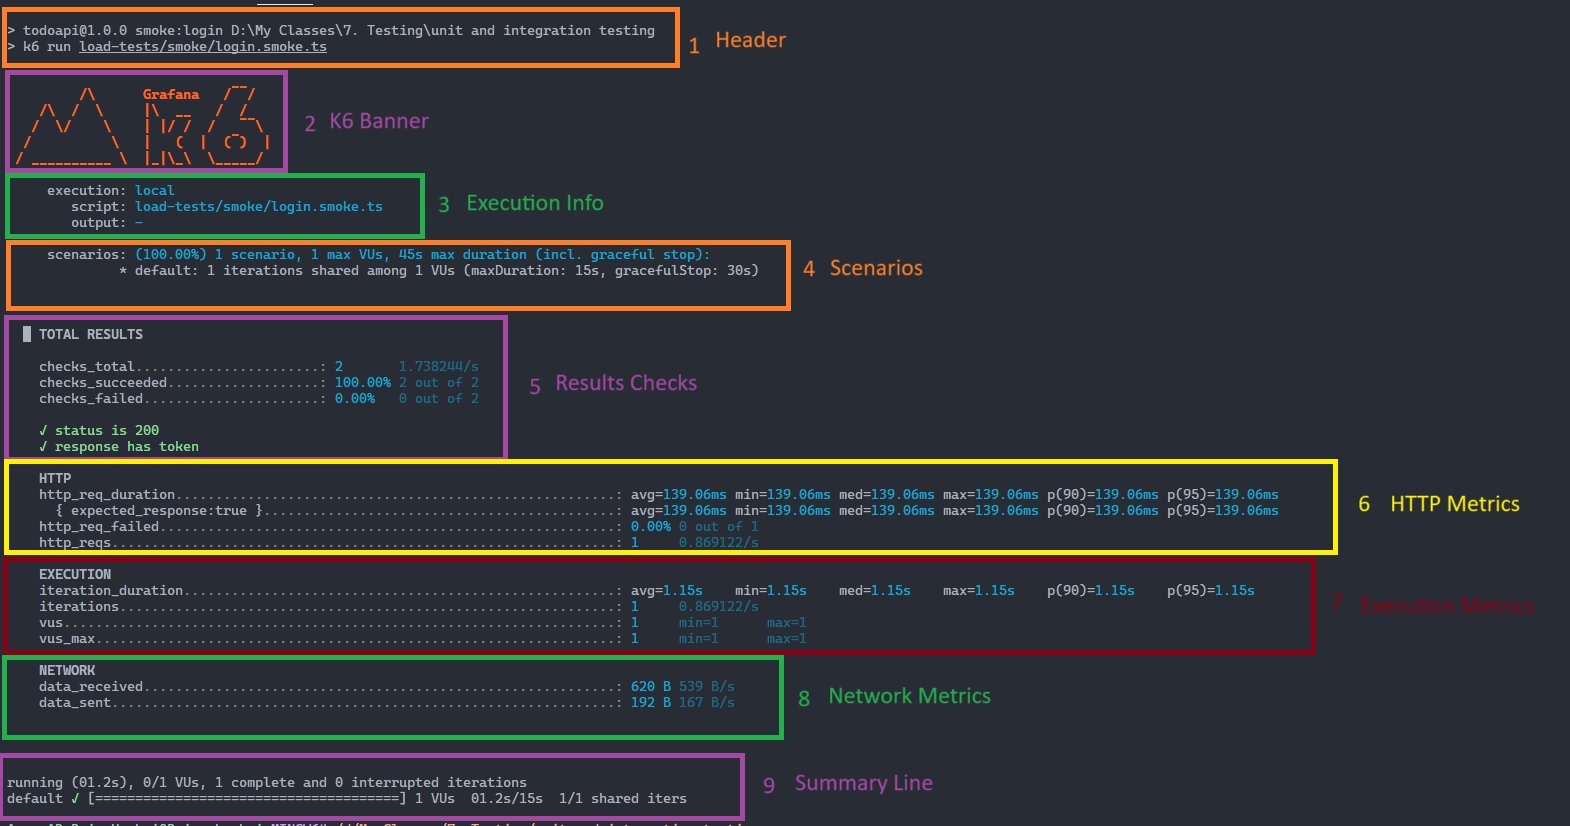 > todoapi@1.0.0 smoke:login D:\My Classes\7. Testing\unit and integration testing
> k6 run load-tests/smoke/login.smoke.ts
1 Header
Grafana
2 K6 Banner
execution: local
script: load-tests/smoke/login.smoke.ts
output: -
3 Execution Info
scenarios: (100.00%) 1 scenario, 1 max VUs, 45s max duration (incl. graceful stop):
* default: 1 iterations shared among 1 VUs (maxDuration: 15s, gracefulStop: 30s)
4 Scenarios
█ TOTAL RESULTS
checks_total.......................: 2 1.738244/s
checks_succeeded...................: 100.00% 2 out of 2
checks_failed......................: 0.00% 0 out of 2
✓ status is 200
✓ response has token
5 Results Checks
HTTP
http_req_duration.......................................................: avg=139.06ms min=139.06ms med=139.06ms max=139.06ms p(90)=139.06ms p(95)=139.06ms
{ expected_response:true }............................................: avg=139.06ms min=139.06ms med=139.06ms max=139.06ms p(90)=139.06ms p(95)=139.06ms
http_req_failed.........................................................: 0.00% 0 out of 1
http_reqs...............................................................: 1 0.869122/s
6 HTTP Metrics
EXECUTION
iteration_duration......................................................: avg=1.15s min=1.15s med=1.15s max=1.15s p(90)=1.15s p(95)=1.15s
iterations..............................................................: 1 0.869122/s
vus.....................................................................: 1 min=1 max=1
vus_max.................................................................: 1 min=1 max=1
7 Execution Metrics
NETWORK
data_received...........................................................: 620 B 539 B/s
data_sent...............................................................: 192 B 167 B/s
8 Network Metrics
running (01.2s), 0/1 VUs, 1 complete and 0 interrupted iterations
default ✓ [======================================] 1 VUs 01.2s/15s 1/1 shared iters
9 Summary Line